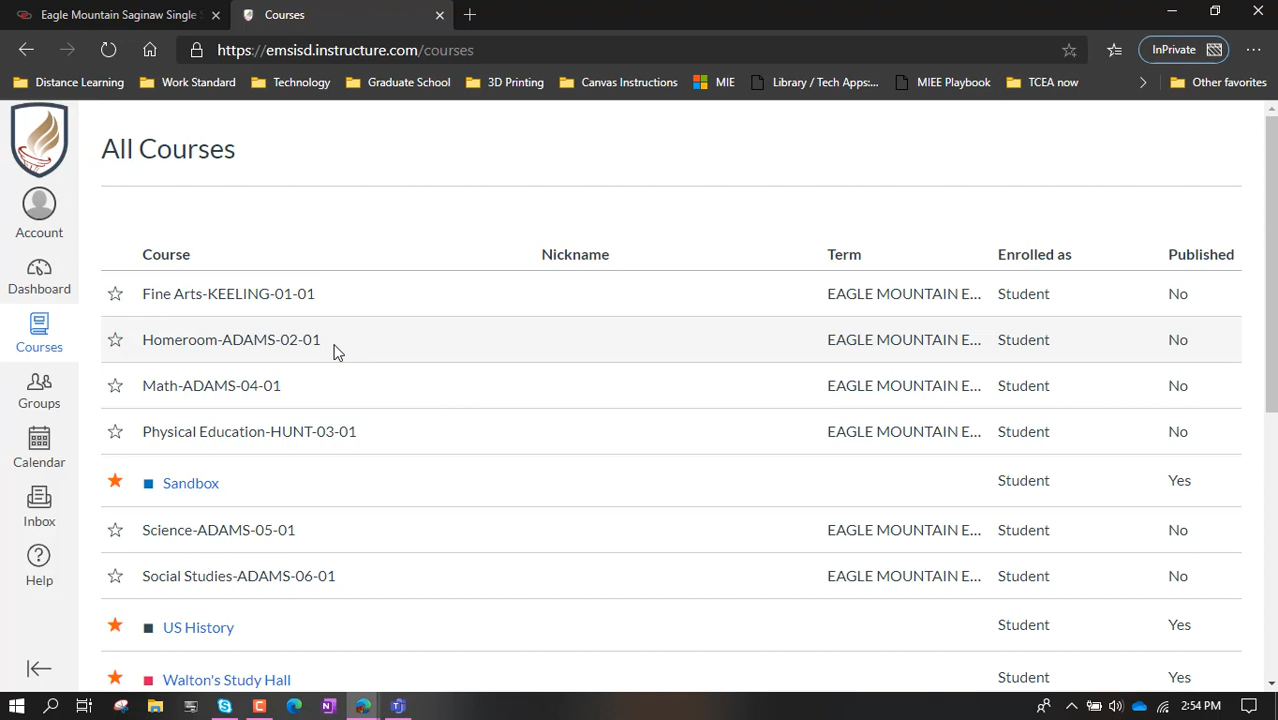 Eagle Mountain Saginaw Single S
Courses
https://emsisd.instructure.com/courses
InPrivate
Distance Learning
Work Standard
Technology
Graduate School
3D Printing
Canvas Instructions
MIE
Library / Tech Apps:...
MIEE Playbook
TCEA now
Other favorites
Account
Dashboard
Courses
Groups
Calendar
Inbox
Help
All Courses
Course Nickname Term Enrolled as Published
Fine Arts-KEELING-01-01 EAGLE MOUNTAIN E... Student No
Homeroom-ADAMS-02-01 EAGLE MOUNTAIN E... Student No
Math-ADAMS-04-01 EAGLE MOUNTAIN E... Student No
Physical Education-HUNT-03-01 EAGLE MOUNTAIN E... Student No
Sandbox Student Yes
Science-ADAMS-05-01 EAGLE MOUNTAIN E... Student No
Social Studies-ADAMS-06-01 EAGLE MOUNTAIN E... Student No
US History Student Yes
Walton's Study Hall Student Yes
2:54 PM